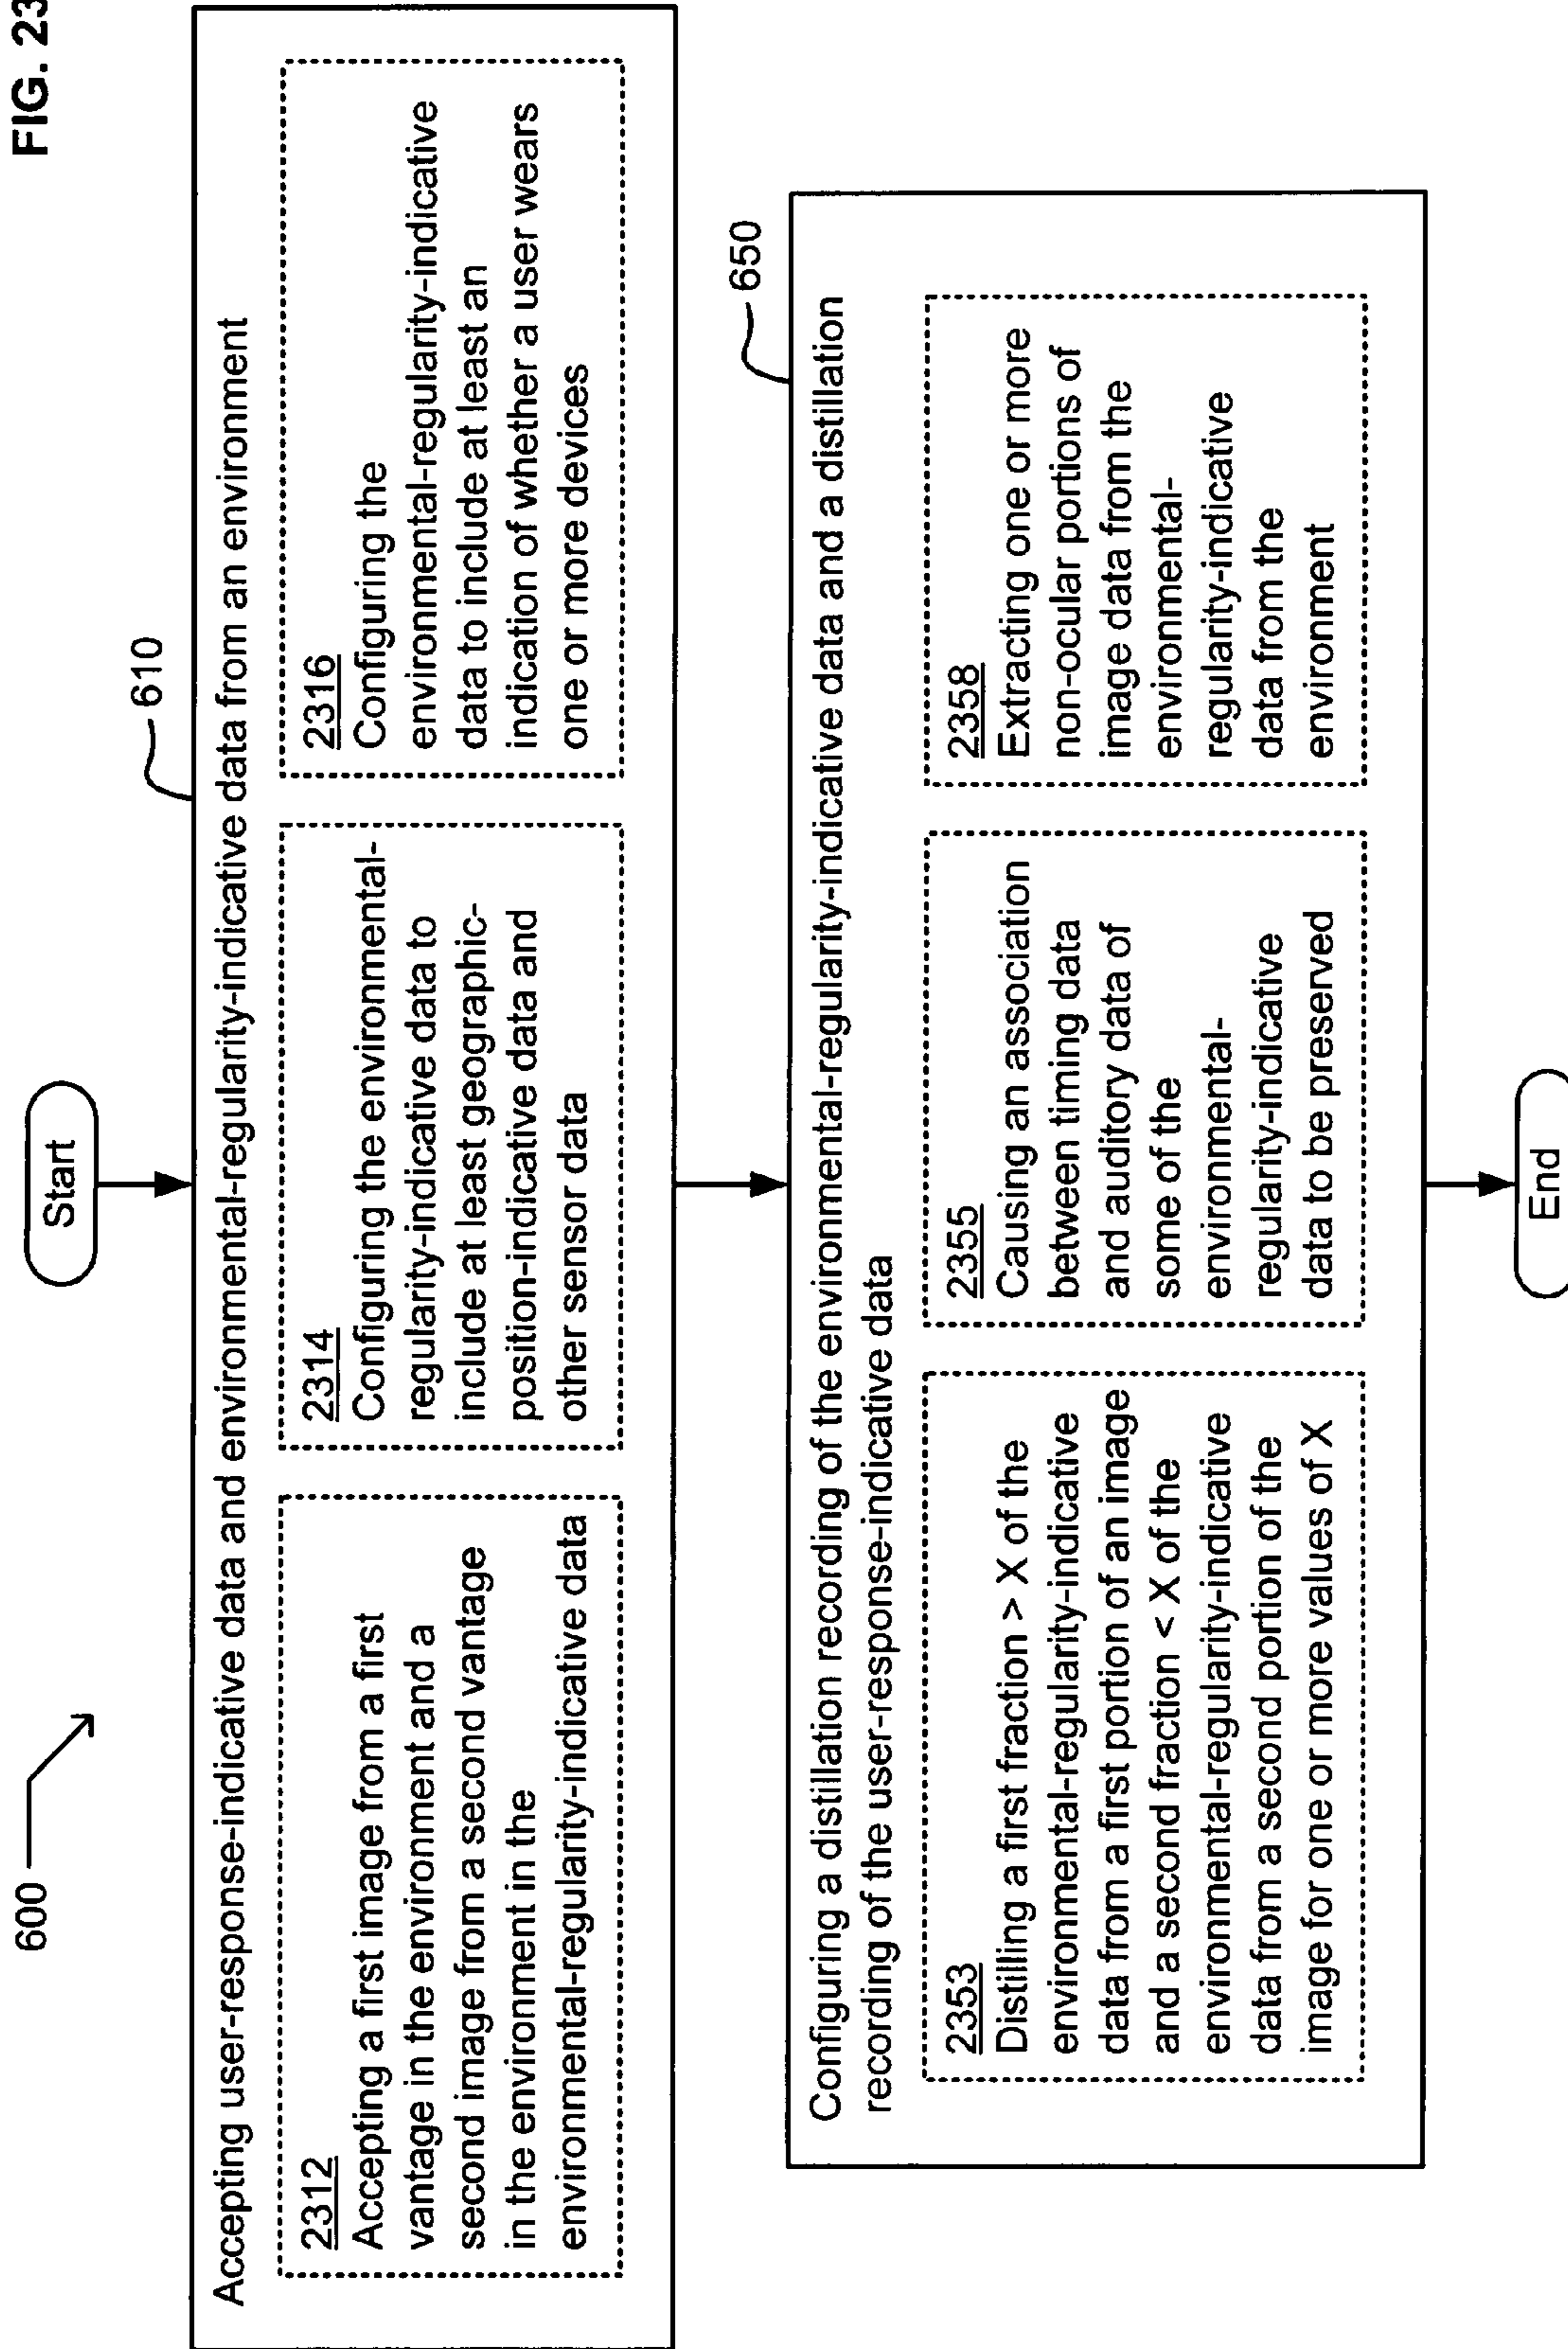 FIG. 23
600
Start
610
Accepting user-response-indicative data and environmental-regularity-indicative data from an environment
2312
Accepting a first image from a first
vantage in the environment and a
second image from a second vantage
in the environment in the
environmental-regularity-indicative data
2314
Configuring the environmental-
regularity-indicative data to
include at least geographic-
position-indicative data and
other sensor data
2316
Configuring the
environmental-regularity-indicative
data to include at least an
indication of whether a user wears
one or more devices
650
Configuring a distillation recording of the environmental-regularity-indicative data and a distillation
recording of the user-response-indicative data
2353
Distilling a first fraction > X of the
environmental-regularity-indicative
data from a first portion of an image
and a second fraction < X of the
environmental-regularity-indicative
data from a second portion of the
image for one or more values of X
2355
Causing an association
between timing data
and auditory data of
some of the
environmental-
regularity-indicative
data to be preserved
2358
Extracting one or more
non-ocular portions of
image data from the
environmental-
regularity-indicative
data from the
environment
End